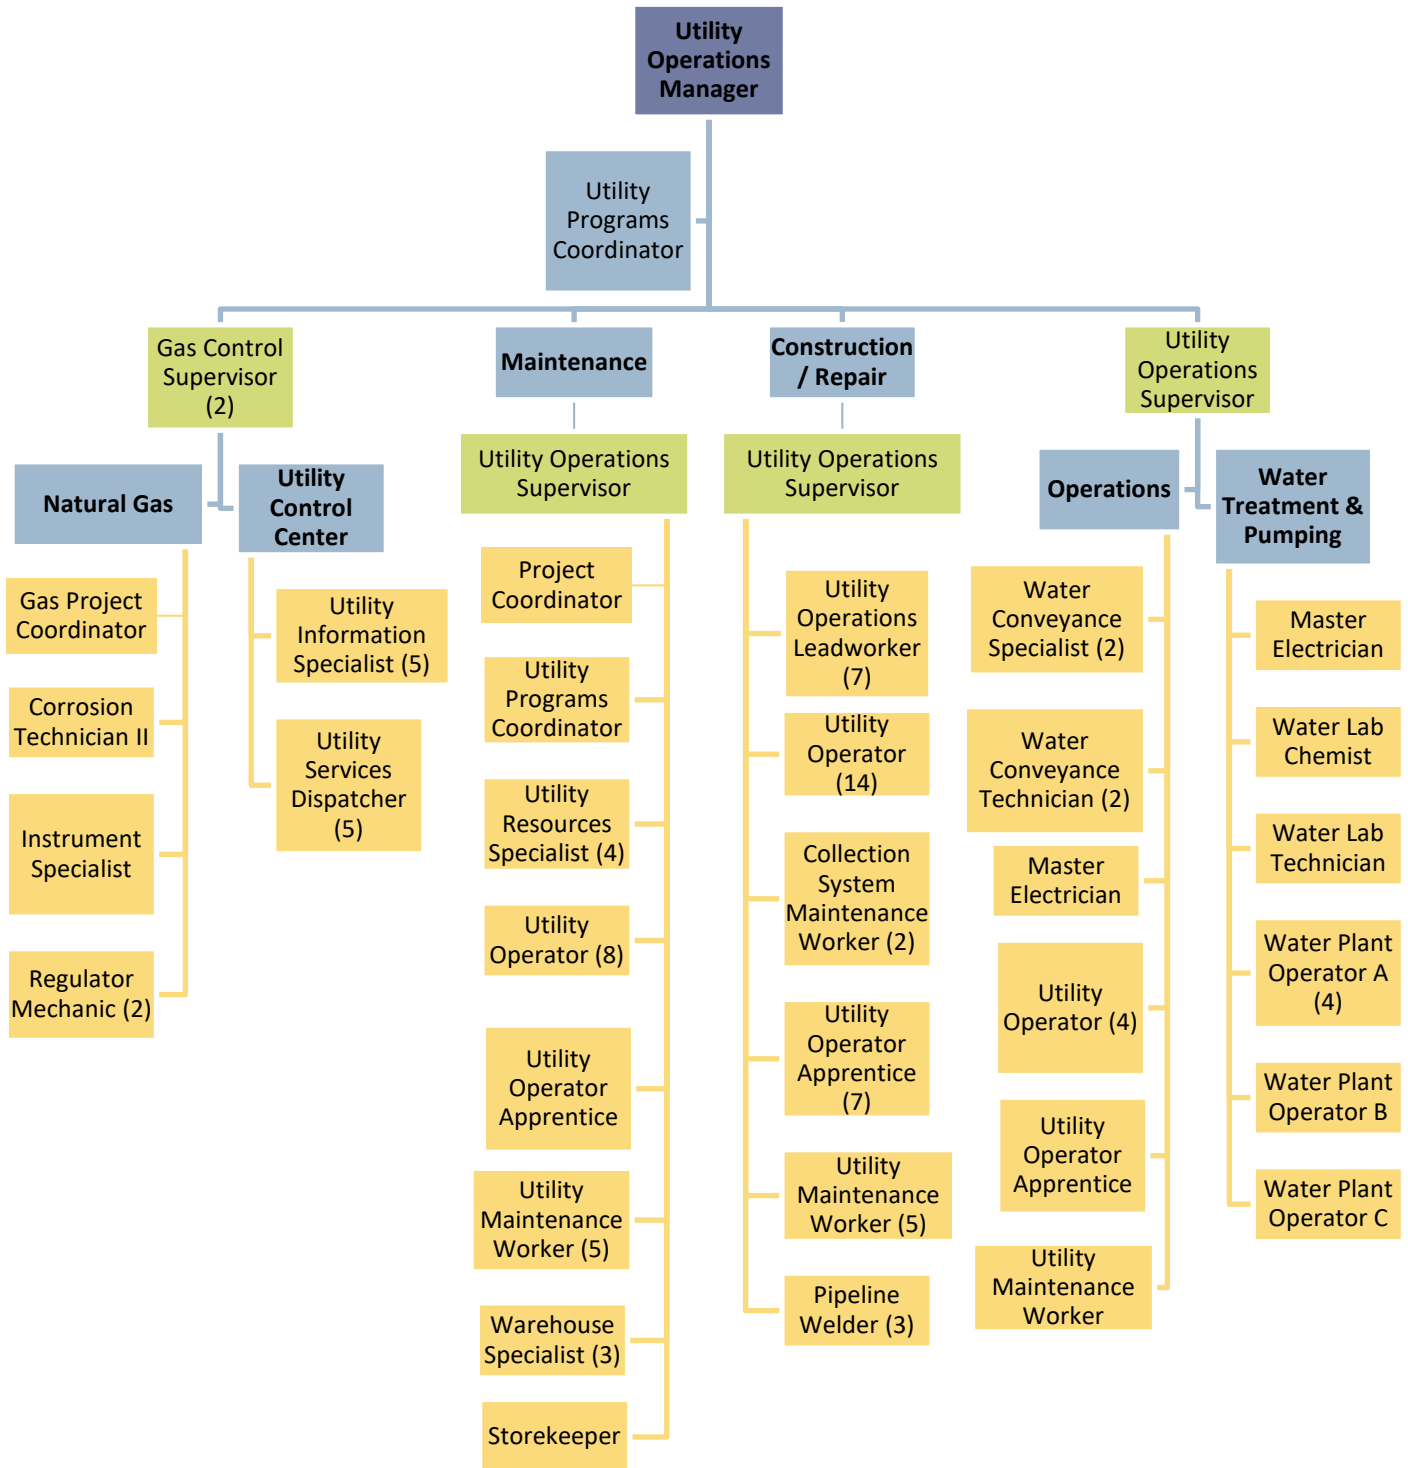 Utility
Operations
Manager
Utility
Programs
Coordinator
Gas Control
Supervisor
(2)
Maintenance
Construction
/ Repair
Utility
Operations
Supervisor
Natural Gas
Utility
Control
Center
Utility Operations
Supervisor
Utility Operations
Supervisor
Operations
Water
Treatment &
Pumping
Gas Project
Coordinator
Corrosion
Technician II
Instrument
Specialist
Regulator
Mechanic (2)
Utility
Information
Specialist (5)
Utility
Services
Dispatcher
(5)
Project
Coordinator
Utility
Programs
Coordinator
Utility
Resources
Specialist (4)
Utility
Operator (8)
Utility
Operator
Apprentice
Utility
Maintenance
Worker (5)
Warehouse
Specialist (3)
Storekeeper
Utility
Operations
Leadworker
(7)
Utility
Operator
(14)
Collection
System
Maintenance
Worker (2)
Utility
Operator
Apprentice
(7)
Utility
Maintenance
Worker (5)
Pipeline
Welder (3)
Water
Conveyance
Specialist (2)
Water
Conveyance
Technician (2)
Master
Electrician
Utility
Operator (4)
Utility
Operator
Apprentice
Utility
Maintenance
Worker
Master
Electrician
Water Lab
Chemist
Water Lab
Technician
Water Plant
Operator A
(4)
Water Plant
Operator B
Water Plant
Operator C